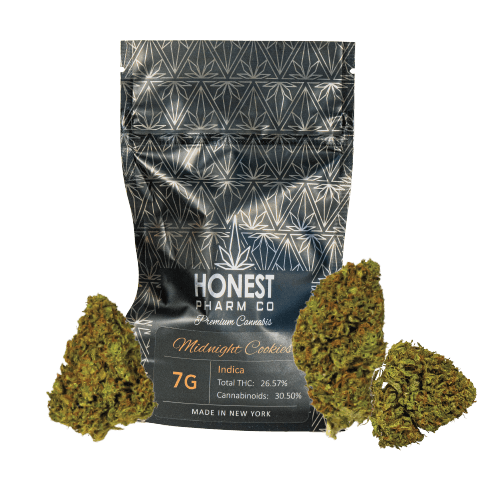 HONEST
PHARM CO
Premium Cannabis
Midnight Cookies
7G
Indica
Total THC: 26.57%
Cannabinoids: 30.50%
MADE IN NEW YORK